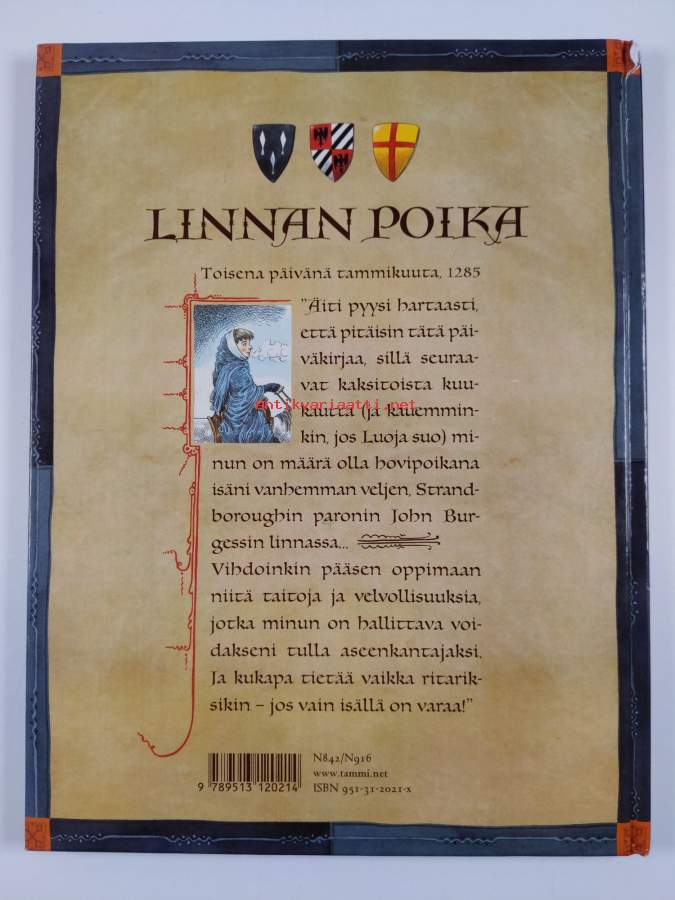 LINNAN POIKA
Toisena päivänä tammikuuta, 1285
"Äiti pyysi hartaasti,
että pitäisin tätä päi-
väkirjaa, sillä seuraa-
vat kaksitoista kuu-
antikvariaatti.net
kautta (ja kauemmin-
kin, jos Luoja suo) mi-
nun on määrä olla hovipoikana
isäni vanhemman veljen, Strand-
boroughin paronin John Bur-
gessin linnassa...
Vihdoinkin pääsen oppimaan
niitä taitoja ja velvollisuuksia,
jotka minun on hallittava voi-
dakseni tulla aseenkantajaksi.
Ja kukapa tietää vaikka ritarik-
sikin – jos vain isällä on varaa!"
N842/N916
www.tammi.net
ISBN 951-31-2021-x
9 789513 120214